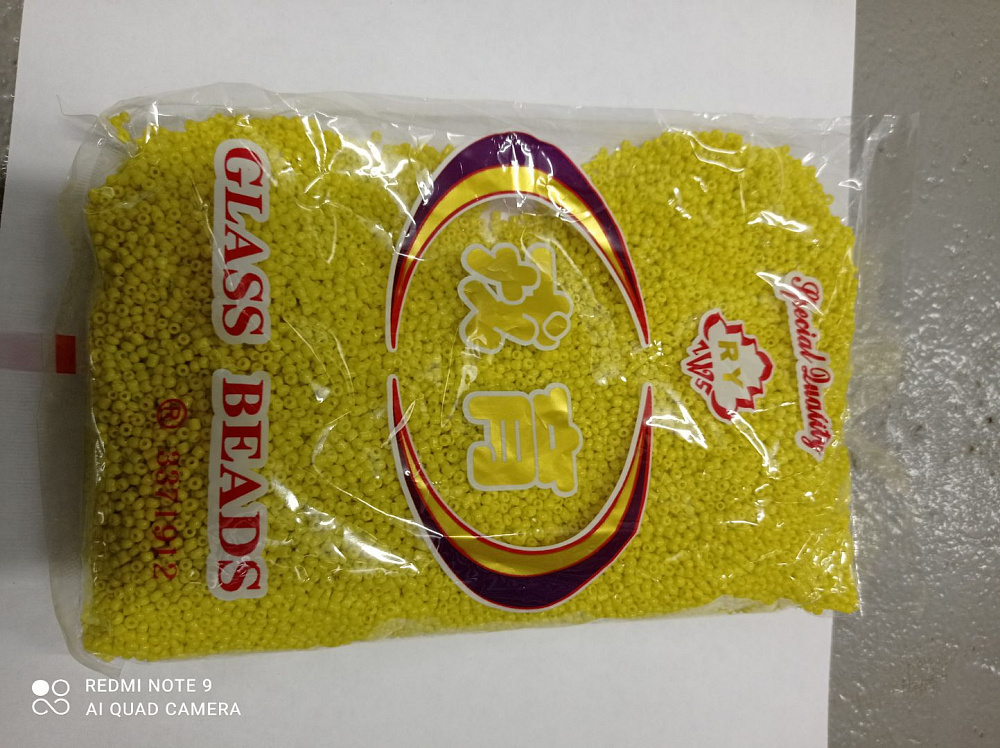 Special Quality
RY
GLASS BEADS
® 3871912
REDMI NOTE 9
AI QUAD CAMERA